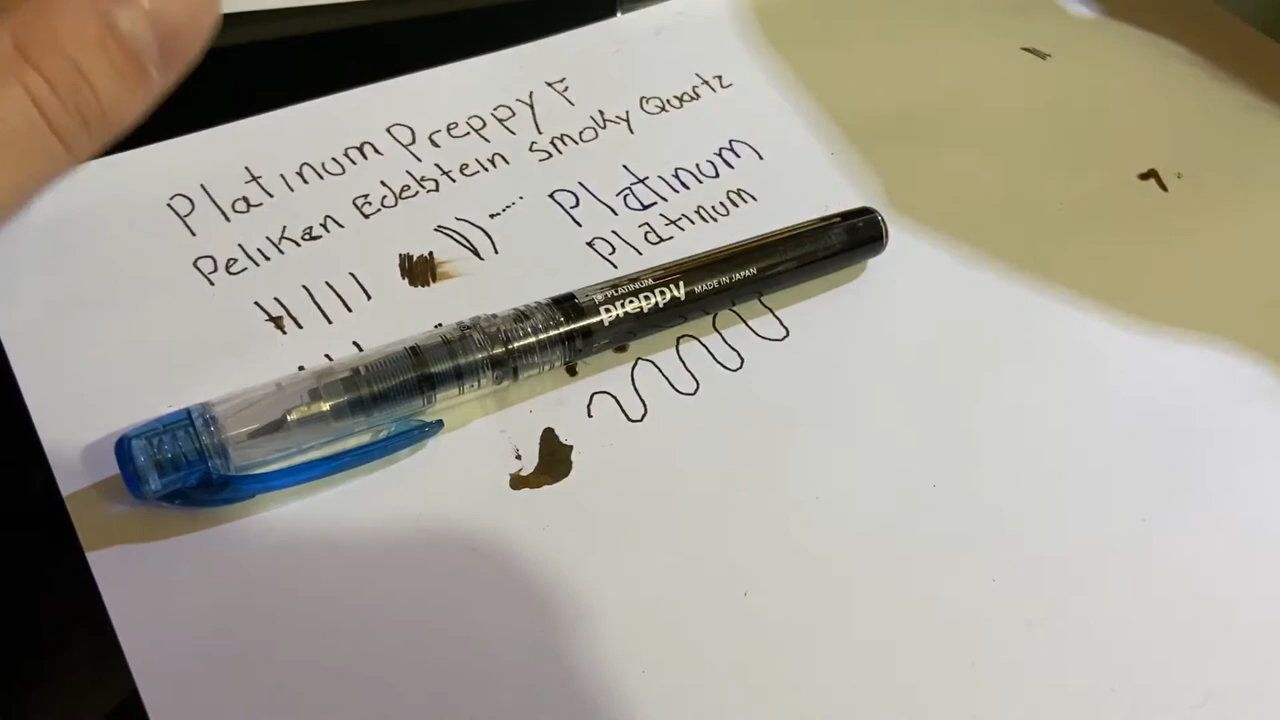 Platinum Preppy F
Pelikan Edelstein Smoky Quartz
Platinum
Platinum
PLATINUM
preppy MADE IN JAPAN